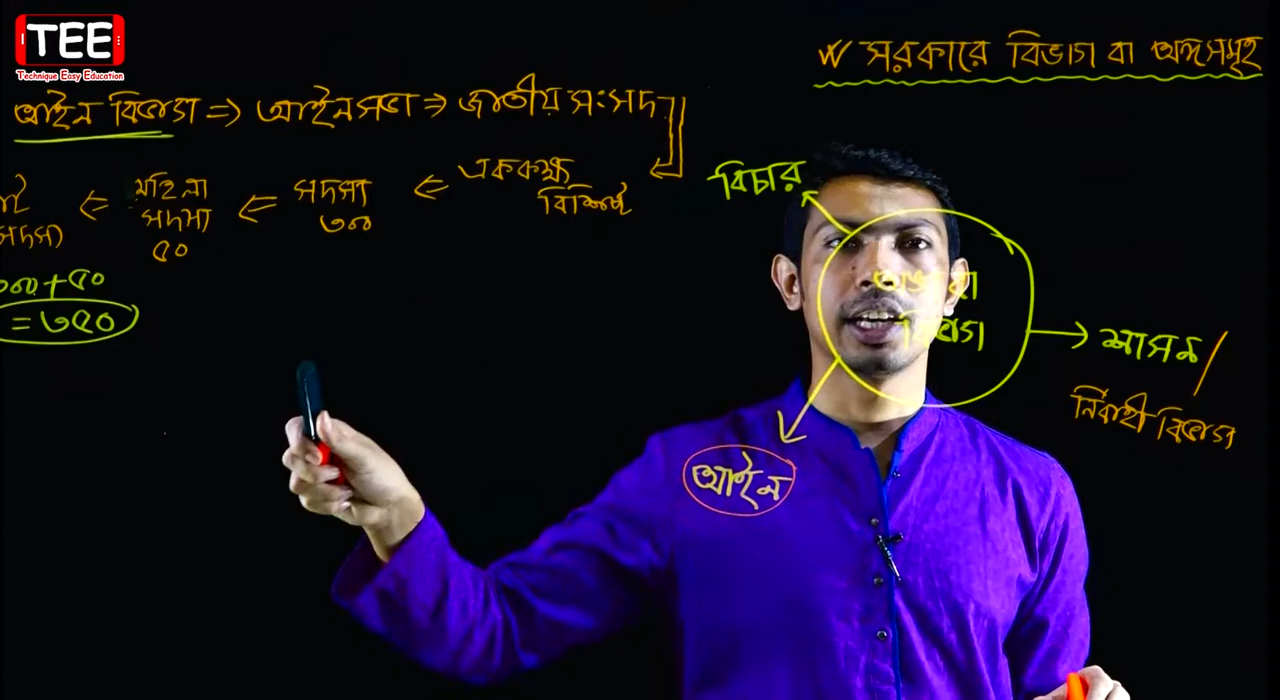 TEE
Technique Easy Education
সরকারে বিভাগ বা অঙ্গসমূহ
আইন বিভাগ => আইনসভা => জাতীয় সংসদ
এককক্ষ
বিশিষ্ট
সদস্য
৩০০
মহিলা
সদস্য
৫০
সদস্য)
+ ৫০
= ৩৫০
বিচার
বিভাগ
শাসন /
নির্বাহী বিভাগ
আইন